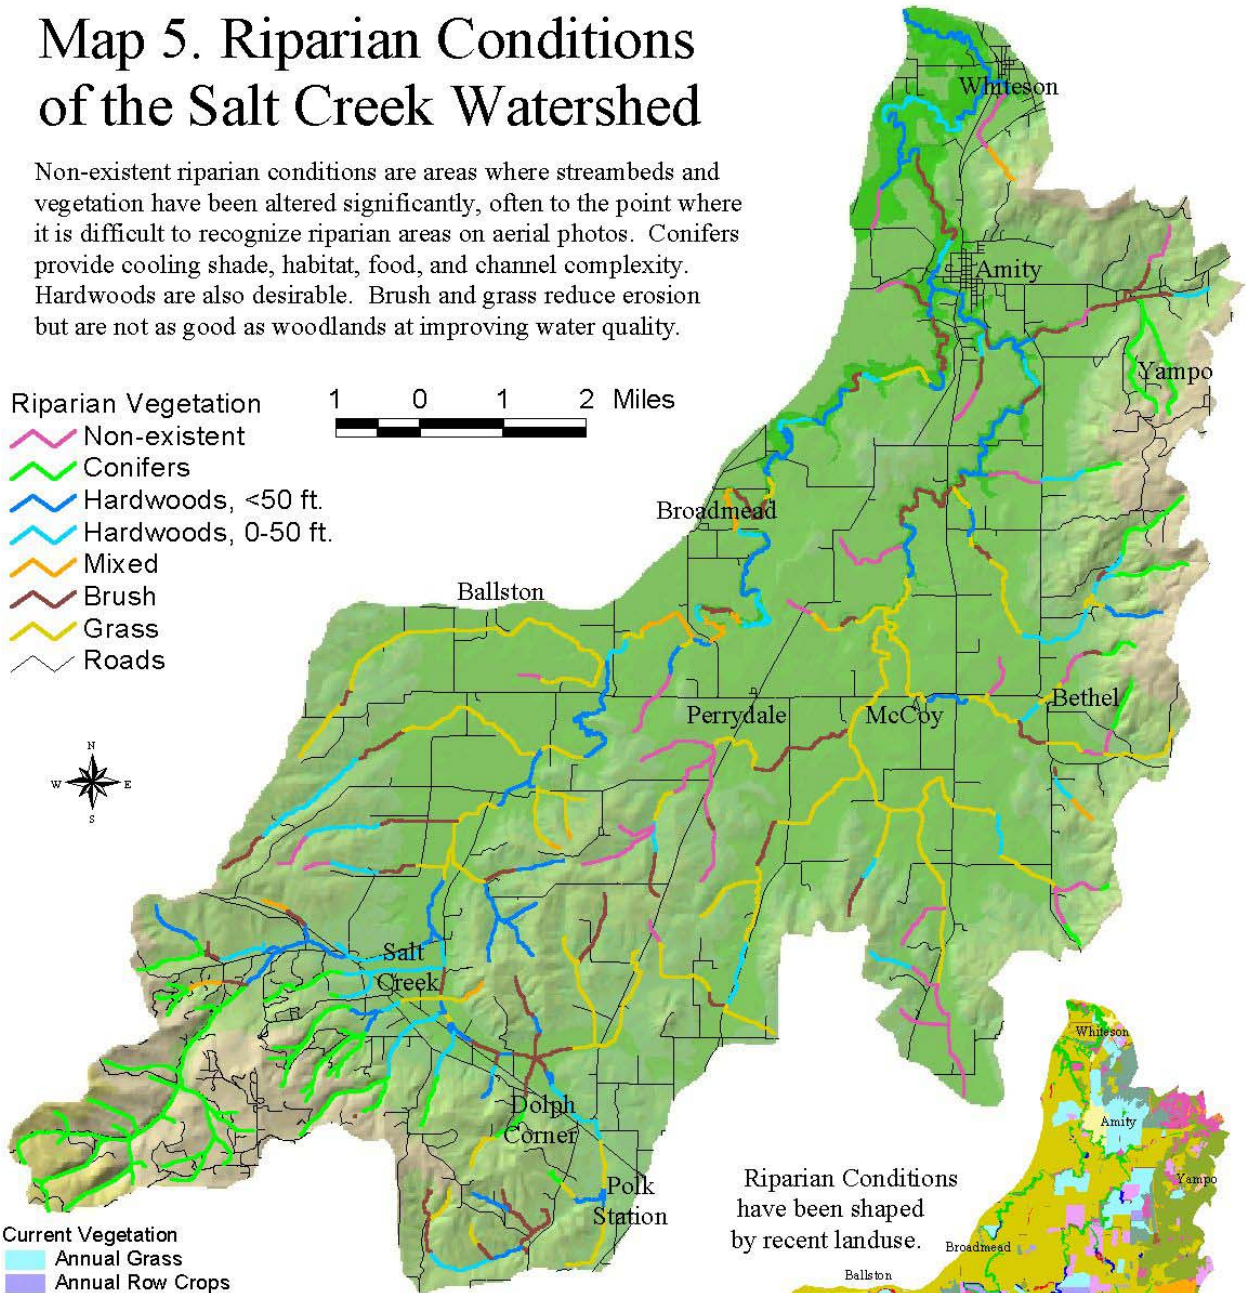 Map 5. Riparian Conditions
of the Salt Creek Watershed
Non-existent riparian conditions are areas where streambeds and
vegetation have been altered significantly, often to the point where
it is difficult to recognize riparian areas on aerial photos. Conifers
provide cooling shade, habitat, food, and channel complexity.
Hardwoods are also desirable. Brush and grass reduce erosion
but are not as good as woodlands at improving water quality.
Riparian Vegetation
Non-existent
Conifers
Hardwoods, <50 ft.
Hardwoods, 0-50 ft.
Mixed
Brush
Grass
Roads
1 0 1 2 Miles
N
W E
S
Whiteson
Amity
Yampo
Broadmead
Ballston
Perrydale
McCoy
Bethel
Salt
Creek
Dolph
Corner
Polk
Station
Current Vegetation
Annual Grass
Annual Row Crops
Riparian Conditions
have been shaped
by recent landuse.
Whiteson
Amity
Yampo
Broadmead
Ballston